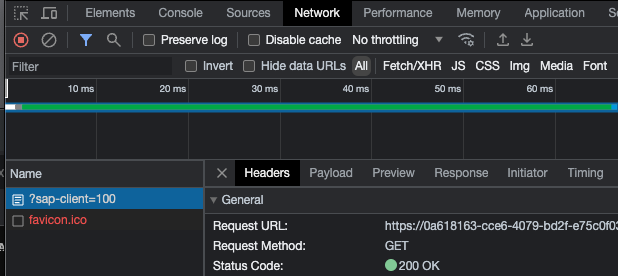 Elements Console Sources Network Performance Memory Application
Preserve log Disable cache No throttling
Filter Invert Hide data URLs All Fetch/XHR JS CSS Img Media Font
10 ms 20 ms 30 ms 40 ms 50 ms 60 ms
Name Headers Payload Preview Response Initiator Timing
?sap-client=100
General
favicon.ico
Request URL: https://0a618163-cce6-4079-bd2f-e75c0f03
Request Method: GET
Status Code: 200 OK